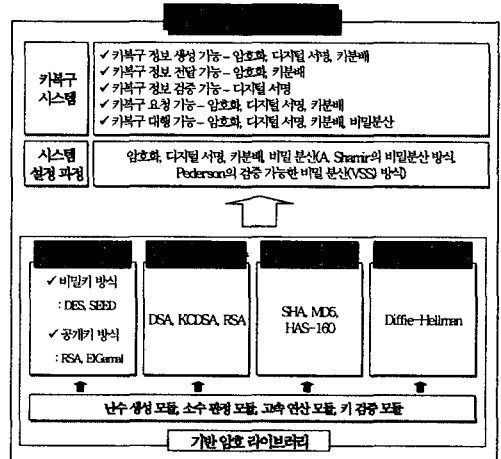 키복구
시스템
✓ 키복구 정보 생성 기능 – 암호화, 디지털 서명, 키분배
✓ 키복구 정보 전달 기능 – 암호화, 키분배
✓ 키복구 정보 검증 기능 – 디지털 서명
✓ 키복구 요청 기능 – 암호화, 디지털 서명, 키분배
✓ 키복구 대행 기능 – 암호화, 디지털 서명, 키분배, 비밀분산
시스템
설정 과정
암호화, 디지털 서명, 키분배, 비밀 분산(A. Shamir의 비밀분산 방식,
Pederson의 검증 가능한 비밀 분산(VSS) 방식)
✓ 비밀키 방식
: DES, SEED
✓ 공개키 방식
: RSA, ElGamal
DSA, KCDSA, RSA
SHA, MD5,
HAS-160
Diffie-Hellman
난수 생성 모듈, 소수 판정 모듈, 고속 연산 모듈, 키 검증 모듈
기반 암호 라이브러리